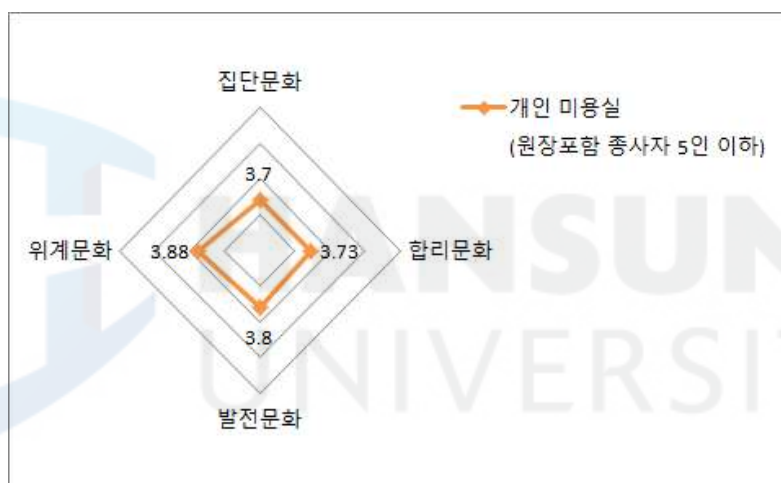 집단문화
개인 미용실
(원장포함 종사자 5인 이하)
3.7
위계문화
3.88
3.73
합리문화
3.8
발전문화
HANSUN
UNIVERSIT